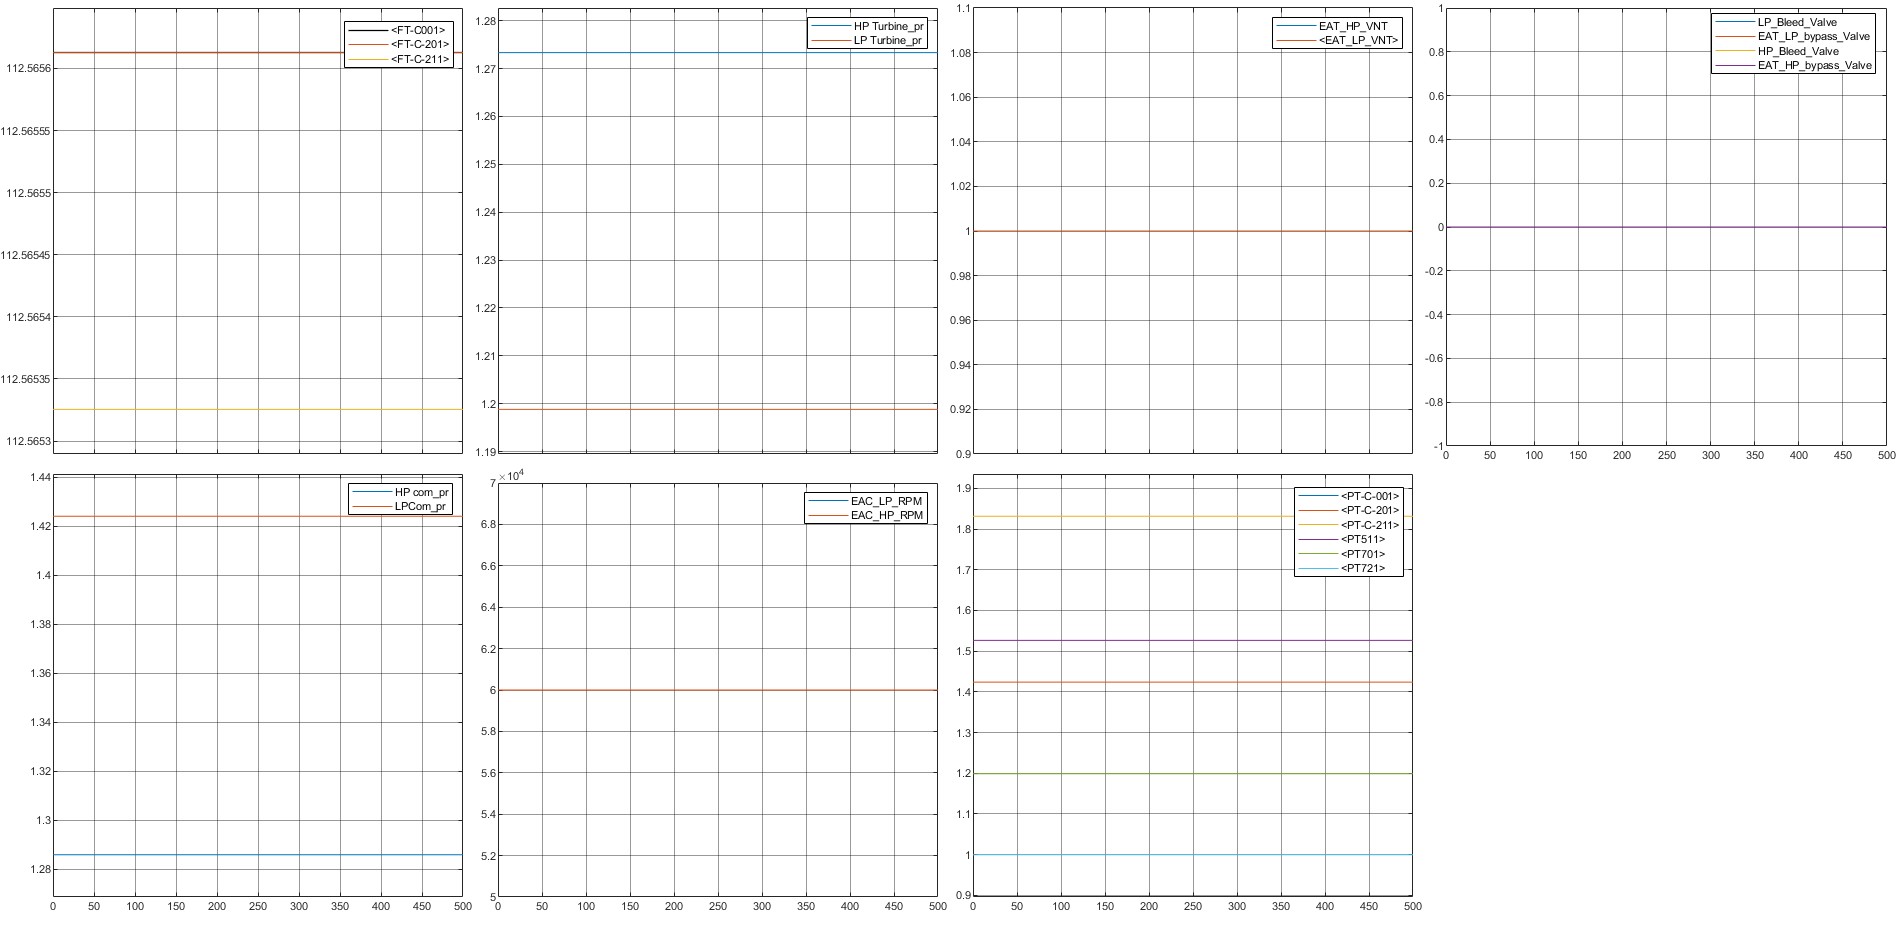 <FT-C001>
<FT-C-201>
<FT-C-211>
112.5656
112.56555
112.5655
112.56545
112.5654
112.56535
112.5653
HP Turbine_pr
LP Turbine_pr
1.28
1.27
1.26
1.25
1.24
1.23
1.22
1.21
1.2
1.19
EAT_HP_VNT
<EAT_LP_VNT>
1.1
1.08
1.06
1.04
1.02
1
0.98
0.96
0.94
0.92
0.9
LP_Bleed_Valve
EAT_LP_bypass_Valve
HP_Bleed_Valve
EAT_HP_bypass_Valve
1
0.8
0.6
0.4
0.2
0
-0.2
-0.4
-0.6
-0.8
-1
0 50 100 150 200 250 300 350 400 450 500
HP com_pr
LPCom_pr
1.44
1.42
1.4
1.38
1.36
1.34
1.32
1.3
1.28
0 50 100 150 200 250 300 350 400 450 500
×10⁴
EAC_LP_RPM
EAC_HP_RPM
7
6.8
6.6
6.4
6.2
6
5.8
5.6
5.4
5.2
5
0 50 100 150 200 250 300 350 400 450 500
<PT-C-001>
<PT-C-201>
<PT-C-211>
<PT511>
<PT701>
<PT721>
1.9
1.8
1.7
1.6
1.5
1.4
1.3
1.2
1.1
1
0.9
0 50 100 150 200 250 300 350 400 450 500